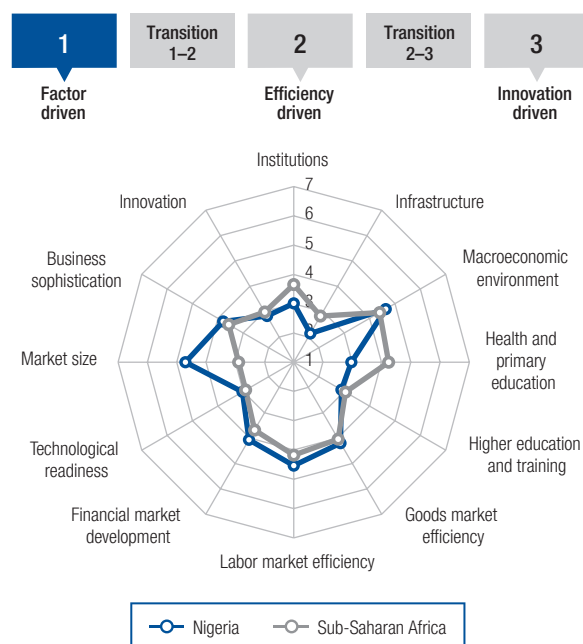 1
Transition
1–2
2
Transition
2–3
3
Factor
driven
Efficiency
driven
Innovation
driven
Institutions
Infrastructure
Macroeconomic
environment
Health and
primary
education
Higher education
and training
Goods market
efficiency
Labor market efficiency
Financial market
development
Technological
readiness
Market size
Business
sophistication
Innovation
7
6
5
4
3
2
1
Nigeria
Sub-Saharan Africa